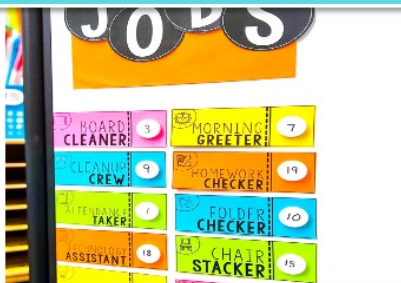 JOBS
BOARD
CLEANER 3
MORNING
GREETER 7
CLEANUP
CREW 9
HOMEWORK
CHECKER 19
ATTENDANCE
TAKER 1
FOLDER
CHECKER 10
TECHNOLOGY
ASSISTANT 18
CHAIR
STACKER 15